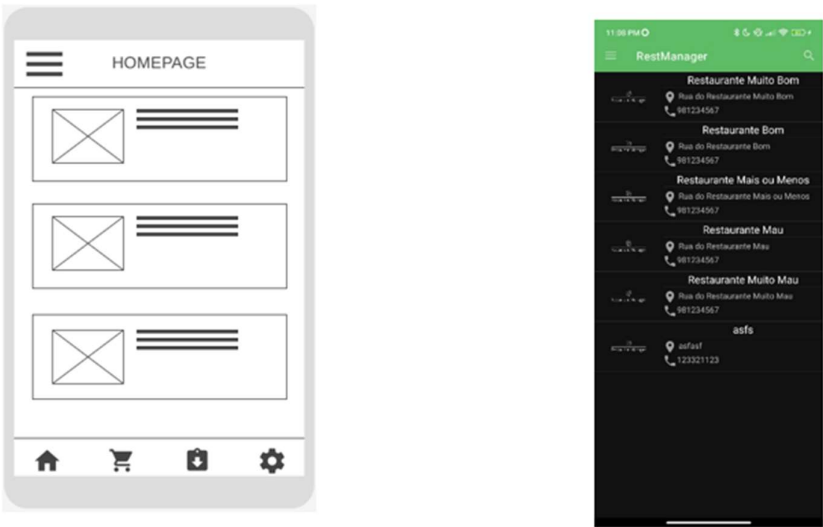 HOMEPAGE
11:06 PM
RestManager
Restaurante Muito Bom
Rua do Restaurante Muito Bom
981234567
Restaurante Bom
Rua do Restaurante Bom
981234567
Restaurante Mais ou Menos
Rua do Restaurante Mais ou Menos
981234567
Restaurante Mau
Rua do Restaurante Mau
981234567
Restaurante Muito Mau
Rua do Restaurante Muito Mau
981234567
asfs
asfasf
123321123